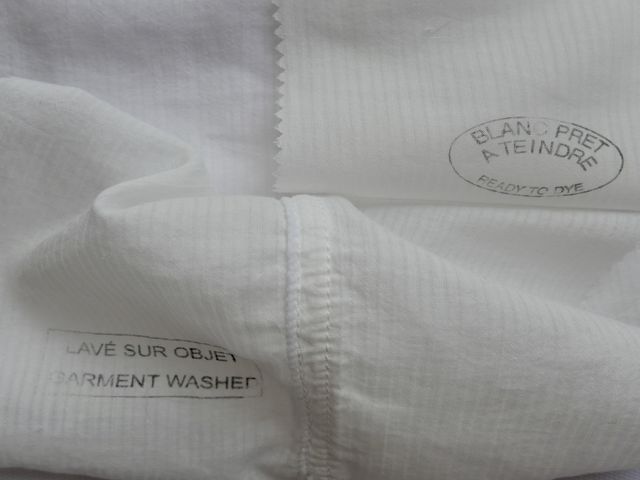 BLANC PRET
A TEINDRE
READY TO DYE
LAVÉ SUR OBJET
GARMENT WASHED